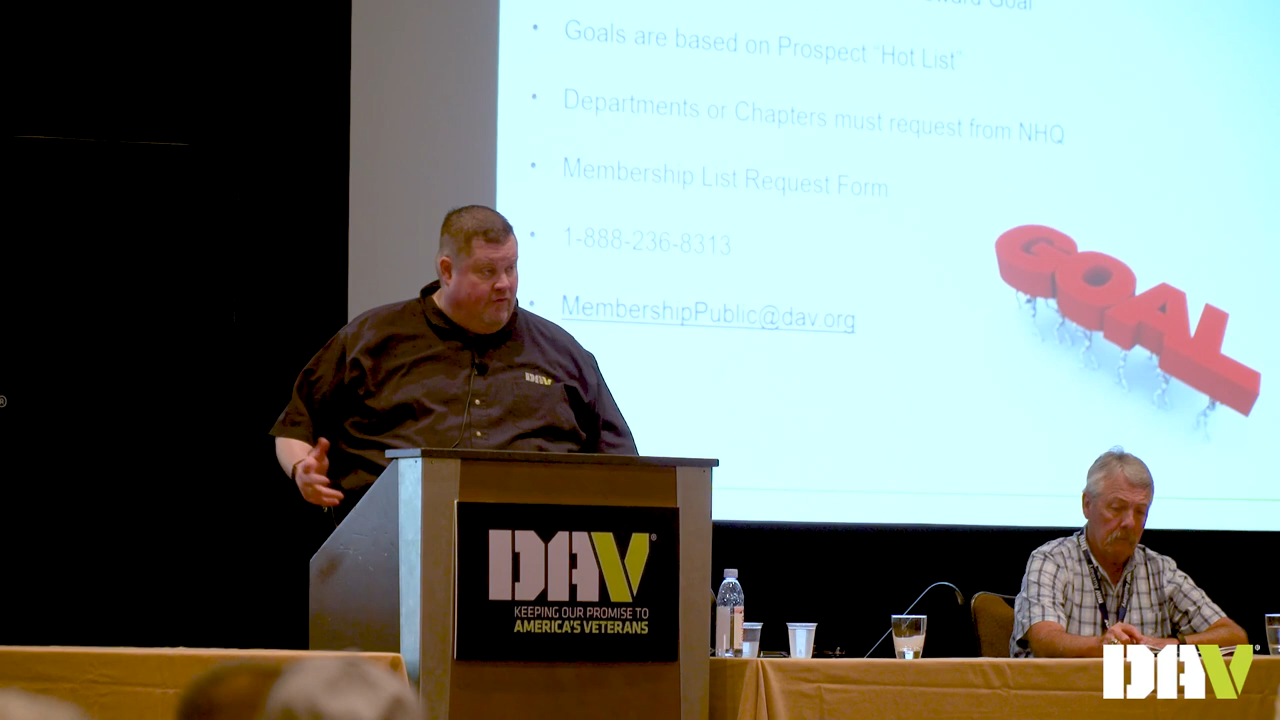 Goal
• Goals are based on Prospect “Hot List”
• Departments or Chapters must request from NHQ
• Membership List Request Form
• 1-888-236-8313
• MembershipPublic@dav.org
GOAL
DAV
DAV®
KEEPING OUR PROMISE TO
AMERICA'S VETERANS
DAV®
®